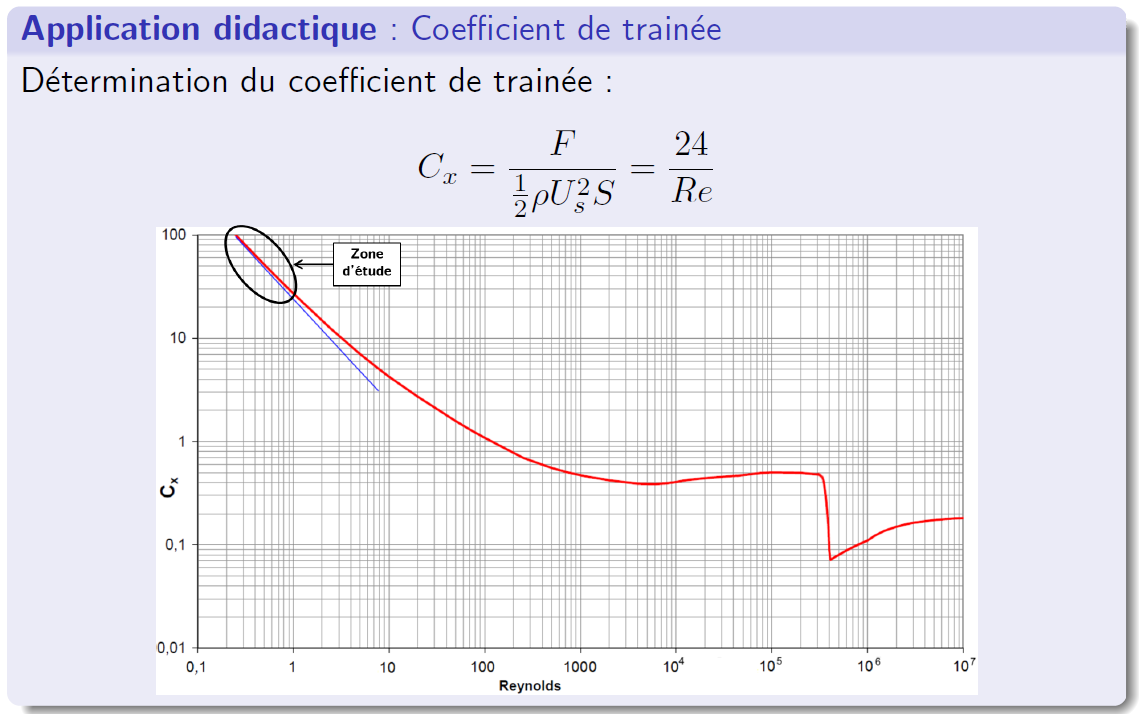 Application didactique : Coefficient de trainée
Détermination du coefficient de trainée :
C_x = F / (1/2 ρU_s^2 S) = 24 / Re
Zone
d'étude
100
10
1
0,1
0,01
C_x
0,1 1 10 100 1000 10^4 10^5 10^6 10^7
Reynolds